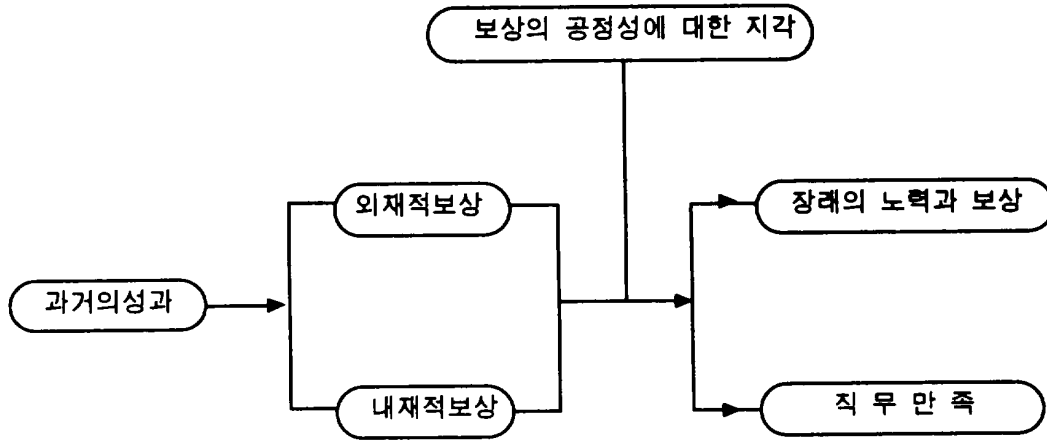 보상의 공정성에 대한 지각
외재적보상
장래의 노력과 보상
과거의성과
내재적보상
직 무 만 족